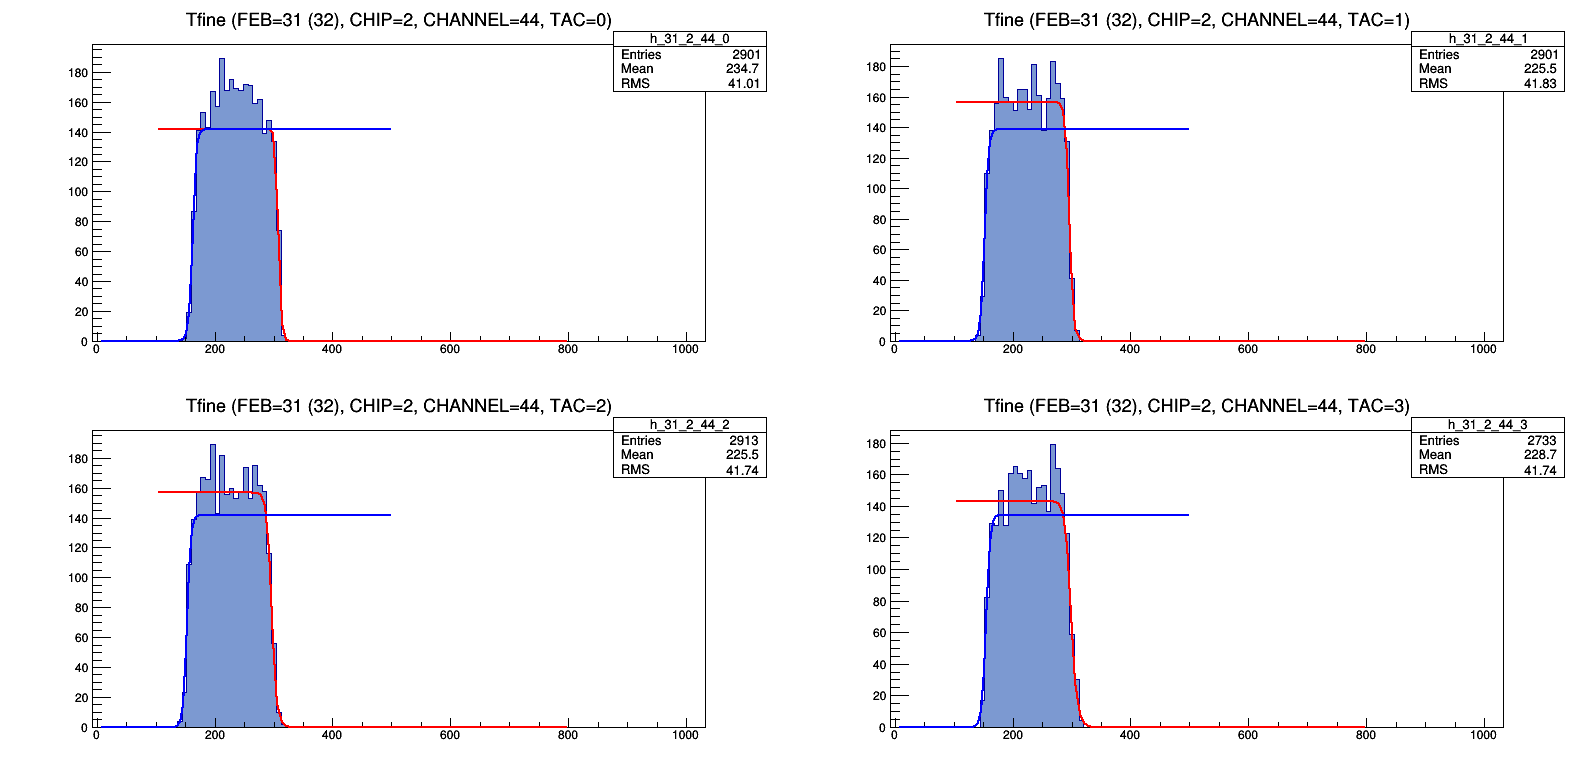 Tfine (FEB=31 (32), CHIP=2, CHANNEL=44, TAC=0)
h_31_2_44_0
Entries 2901
Mean 234.7
RMS 41.01
180
160
140
120
100
80
60
40
20
0
0 200 400 600 800 1000
Tfine (FEB=31 (32), CHIP=2, CHANNEL=44, TAC=1)
h_31_2_44_1
Entries 2901
Mean 225.5
RMS 41.83
180
160
140
120
100
80
60
40
20
0
0 200 400 600 800 1000
Tfine (FEB=31 (32), CHIP=2, CHANNEL=44, TAC=2)
h_31_2_44_2
Entries 2913
Mean 225.5
RMS 41.74
180
160
140
120
100
80
60
40
20
0
0 200 400 600 800 1000
Tfine (FEB=31 (32), CHIP=2, CHANNEL=44, TAC=3)
h_31_2_44_3
Entries 2733
Mean 228.7
RMS 41.74
180
160
140
120
100
80
60
40
20
0
0 200 400 600 800 1000